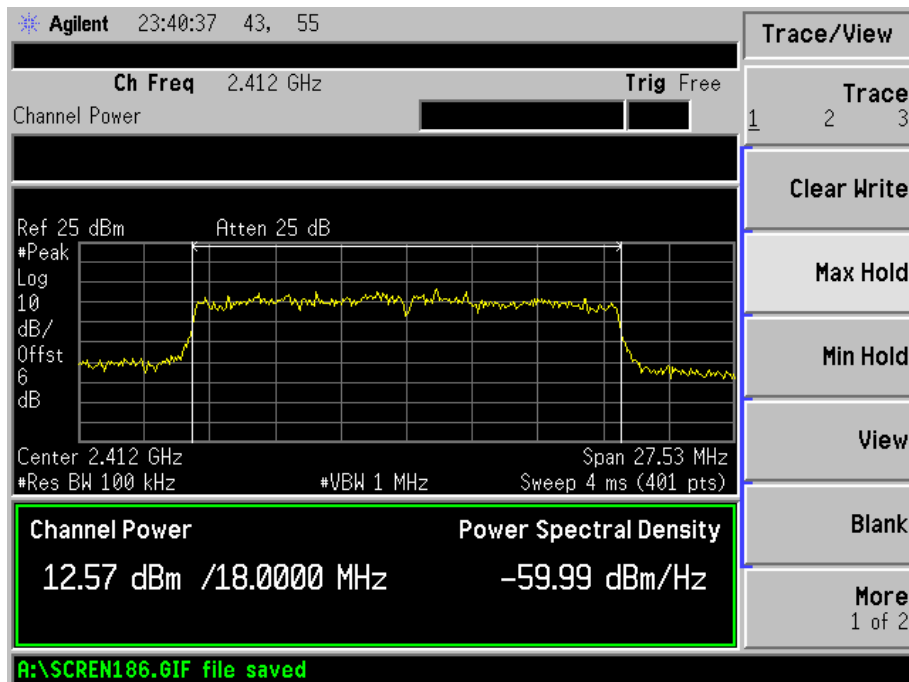 Agilent 23:40:37 43, 55
Trace/View
Ch Freq 2.412 GHz Trig Free
Channel Power
Trace
1 2 3
Clear Write
Max Hold
Min Hold
View
Blank
More
1 of 2
Ref 25 dBm Atten 25 dB
#Peak
Log
10
dB/
Offst
6
dB
Center 2.412 GHz Span 27.53 MHz
#Res BW 100 kHz #VBW 1 MHz Sweep 4 ms (401 pts)
Channel Power Power Spectral Density
12.57 dBm /18.0000 MHz -59.99 dBm/Hz
A:\SCREN186.GIF file saved